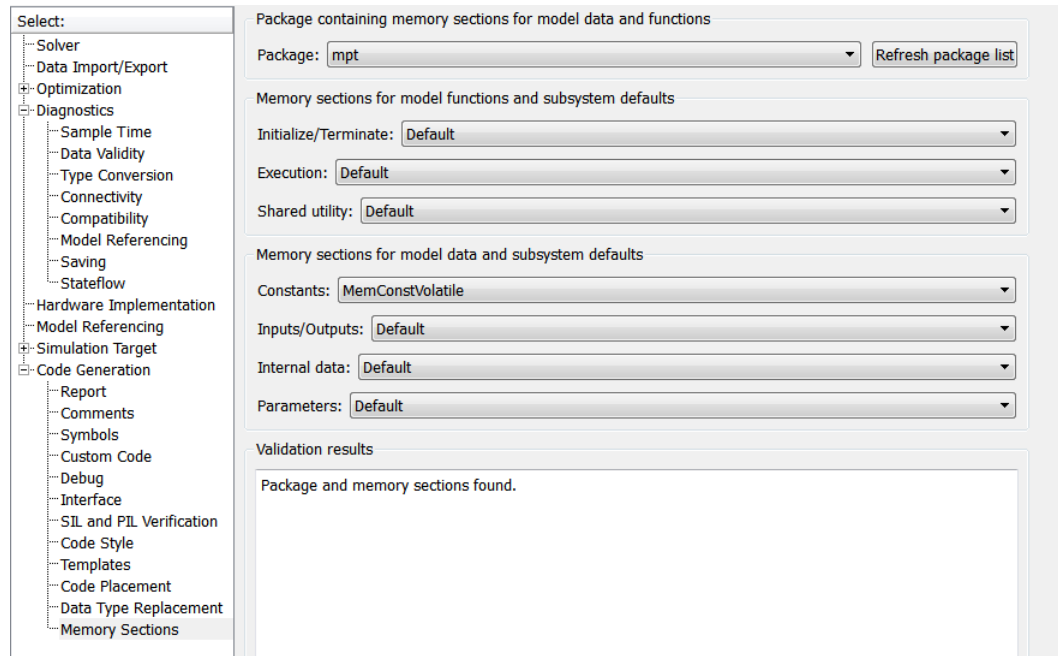 Select:
Solver
Data Import/Export
Optimization
Diagnostics
Sample Time
Data Validity
Type Conversion
Connectivity
Compatibility
Model Referencing
Saving
Stateflow
Hardware Implementation
Model Referencing
Simulation Target
Code Generation
Report
Comments
Symbols
Custom Code
Debug
Interface
SIL and PIL Verification
Code Style
Templates
Code Placement
Data Type Replacement
Memory Sections
Package containing memory sections for model data and functions
Package: mpt Refresh package list
Memory sections for model functions and subsystem defaults
Initialize/Terminate: Default
Execution: Default
Shared utility: Default
Memory sections for model data and subsystem defaults
Constants: MemConstVolatile
Inputs/Outputs: Default
Internal data: Default
Parameters: Default
Validation results
Package and memory sections found.